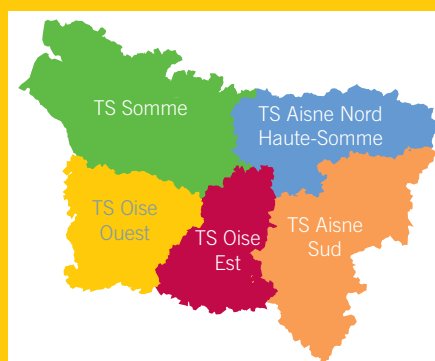 TS Somme
TS Aisne Nord
Haute-Somme
TS Oise
Ouest
TS Oise
Est
TS Aisne
Sud